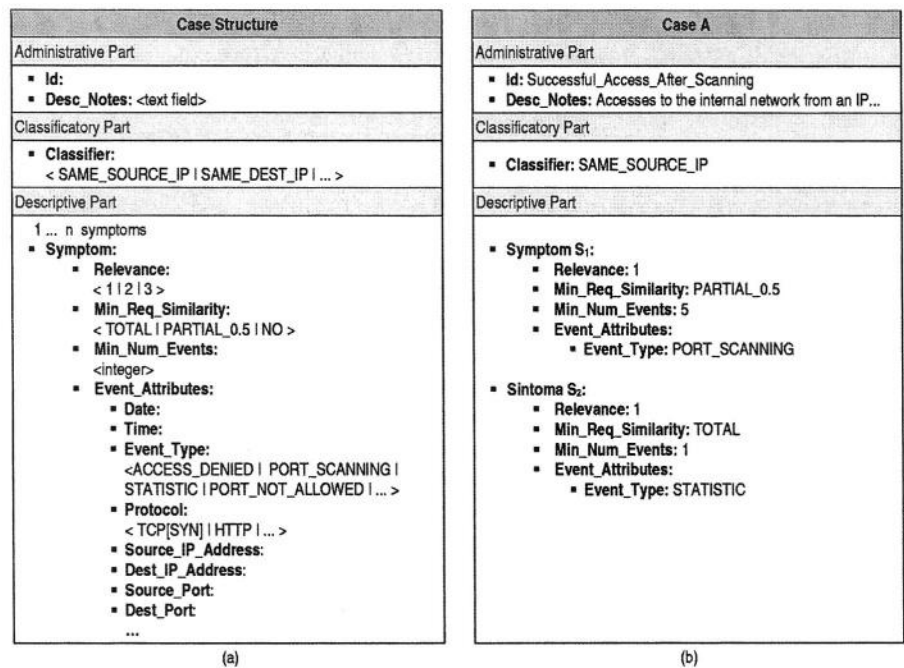 Case Structure
Administrative Part
▪ Id:
▪ Desc_Notes: <text field>
Classificatory Part
▪ Classifier:
< SAME_SOURCE_IP | SAME_DEST_IP | ... >
Descriptive Part
1 ... n symptoms
▪ Symptom:
▪ Relevance:
< 1 | 2 | 3 >
▪ Min_Req_Similarity:
< TOTAL | PARTIAL_0.5 | NO >
▪ Min_Num_Events:
<integer>
▪ Event_Attributes:
▪ Date:
▪ Time:
▪ Event_Type:
<ACCESS_DENIED | PORT_SCANNING |
STATISTIC | PORT_NOT_ALLOWED | ... >
▪ Protocol:
< TCP[SYN] | HTTP | ... >
▪ Source_IP_Address:
▪ Dest_IP_Address:
▪ Source_Port:
▪ Dest_Port:
...
(a)
Case A
Administrative Part
▪ Id: Successful_Access_After_Scanning
▪ Desc_Notes: Accesses to the internal network from an IP...
Classificatory Part
▪ Classifier: SAME_SOURCE_IP
Descriptive Part
▪ Symptom S₁:
▪ Relevance: 1
▪ Min_Req_Similarity: PARTIAL_0.5
▪ Min_Num_Events: 5
▪ Event_Attributes:
▪ Event_Type: PORT_SCANNING
▪ Sintoma S₂:
▪ Relevance: 1
▪ Min_Req_Similarity: TOTAL
▪ Min_Num_Events: 1
▪ Event_Attributes:
▪ Event_Type: STATISTIC
(b)